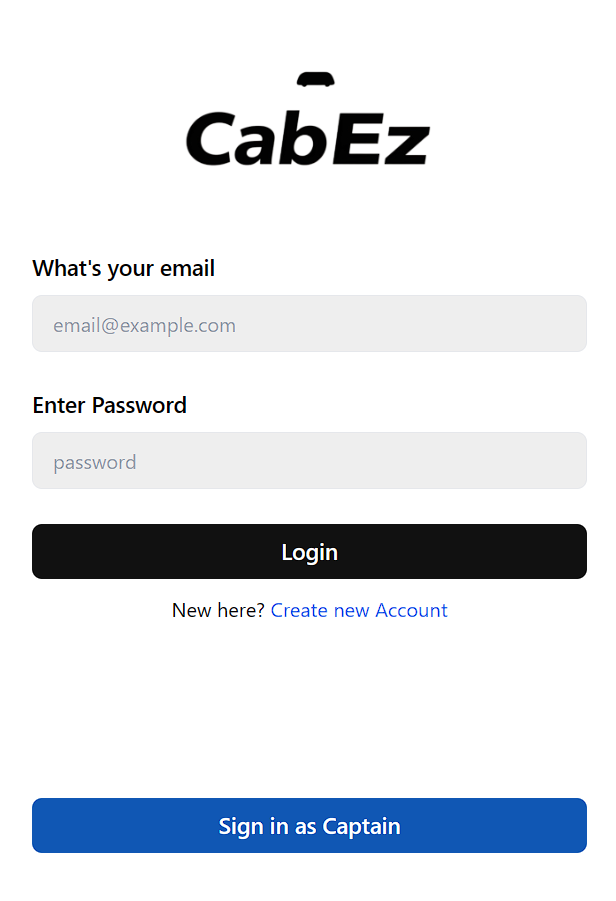 CabEz
What's your email
email@example.com
Enter Password
password
Login
New here? Create new Account
Sign in as Captain